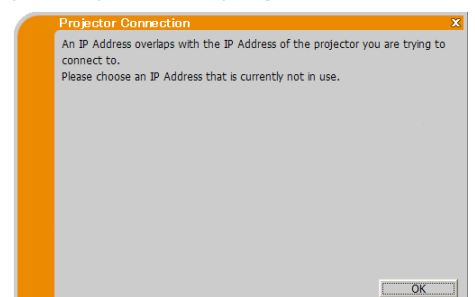 Projector Connection x
An IP Address overlaps with the IP Address of the projector you are trying to
connect to.
Please choose an IP Address that is currently not in use.
OK